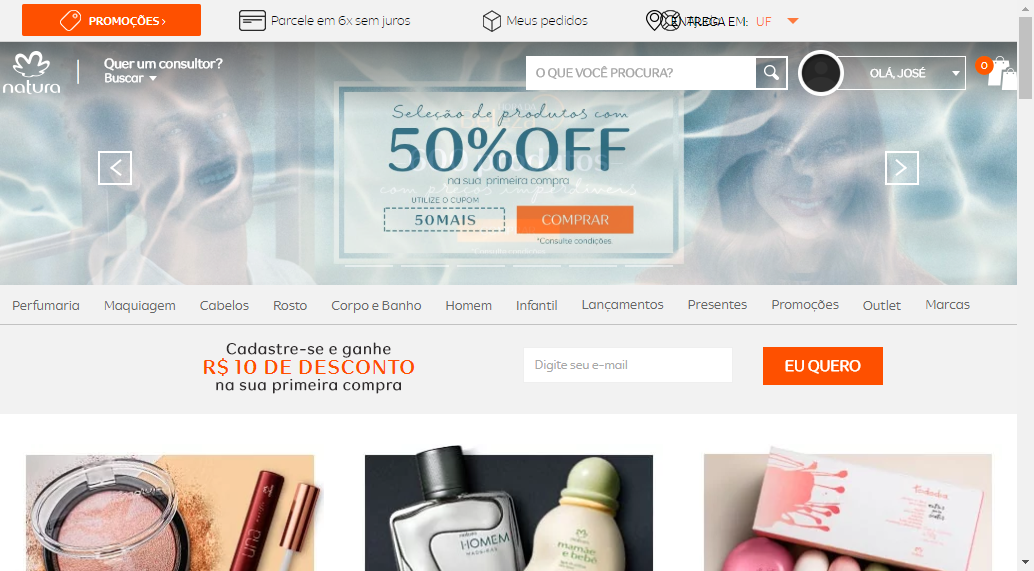 PROMOÇÕES ›
Parcele em 6x sem juros
Meus pedidos
ENTREGA EM: UF
natura
Quer um consultor?
Buscar
O QUE VOCÊ PROCURA?
OLÁ, JOSÉ
0
Seleção de produtos com
50%OFF
na sua primeira compra
UTILIZE O CUPOM
50MAIS
COMPRAR
*Consulte condições.
Perfumaria
Maquiagem
Cabelos
Rosto
Corpo e Banho
Homem
Infantil
Lançamentos
Presentes
Promoções
Outlet
Marcas
Cadastre-se e ganhe
R$ 10 DE DESCONTO
na sua primeira compra
Digite seu e-mail
EU QUERO
una
natura
HOMEM
natura
mamãe
e bebê
Tododia